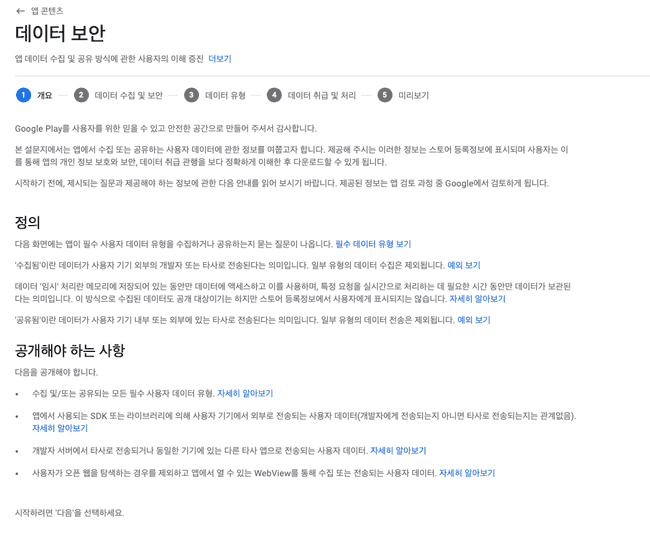 ← 앱 콘텐츠
데이터 보안
앱 데이터 수집 및 공유 방식에 관한 사용자의 이해 증진 더보기
1 개요 2 데이터 수집 및 보안 3 데이터 유형 4 데이터 취급 및 처리 5 미리보기
Google Play를 사용자를 위한 믿을 수 있고 안전한 공간으로 만들어 주셔서 감사합니다.
본 설문지에서는 앱에서 수집 또는 공유하는 사용자 데이터에 관한 정보를 여쭙고자 합니다. 제공해 주시는 이러한 정보는 스토어 등록정보에 표시되며 사용자는 이
를 통해 앱의 개인 정보 보호와 보안, 데이터 취급 관행을 보다 정확하게 이해한 후 다운로드할 수 있게 됩니다.
시작하기 전에, 제시되는 질문과 제공해야 하는 정보에 관한 다음 안내를 읽어 보시기 바랍니다. 제공된 정보는 앱 검토 과정 중 Google에서 검토하게 됩니다.
정의
다음 화면에는 앱이 필수 사용자 데이터 유형을 수집하거나 공유하는지 묻는 질문이 나옵니다. 필수 데이터 유형 보기
'수집됨'이란 데이터가 사용자 기기 외부의 개발자 또는 타사로 전송된다는 의미입니다. 일부 유형의 데이터 수집은 제외됩니다. 예외 보기
데이터 '임시' 처리란 메모리에 저장되어 있는 동안만 데이터에 액세스하고 이를 사용하며, 특정 요청을 실시간으로 처리하는 데 필요한 시간 동안만 데이터가 보관된
다는 의미입니다. 이 방식으로 수집된 데이터도 공개 대상이기는 하지만 스토어 등록정보에서 사용자에게 표시되지는 않습니다. 자세히 알아보기
'공유됨'이란 데이터가 사용자 기기 내부 또는 외부에 있는 타사로 전송된다는 의미입니다. 일부 유형의 데이터 전송은 제외됩니다. 예외 보기
공개해야 하는 사항
다음을 공개해야 합니다.
• 수집 및/또는 공유되는 모든 필수 사용자 데이터 유형. 자세히 알아보기
• 앱에서 사용되는 SDK 또는 라이브러리에 의해 사용자 기기에서 외부로 전송되는 사용자 데이터(개발자에게 전송되는지 아니면 타사로 전송되는지는 관계없음).
자세히 알아보기
• 개발자 서버에서 타사로 전송되거나 동일한 기기에 있는 다른 타사 앱으로 전송되는 사용자 데이터. 자세히 알아보기
• 사용자가 오픈 웹을 탐색하는 경우를 제외하고 앱에서 열 수 있는 WebView를 통해 수집 또는 전송되는 사용자 데이터. 자세히 알아보기
시작하려면 '다음'을 선택하세요.